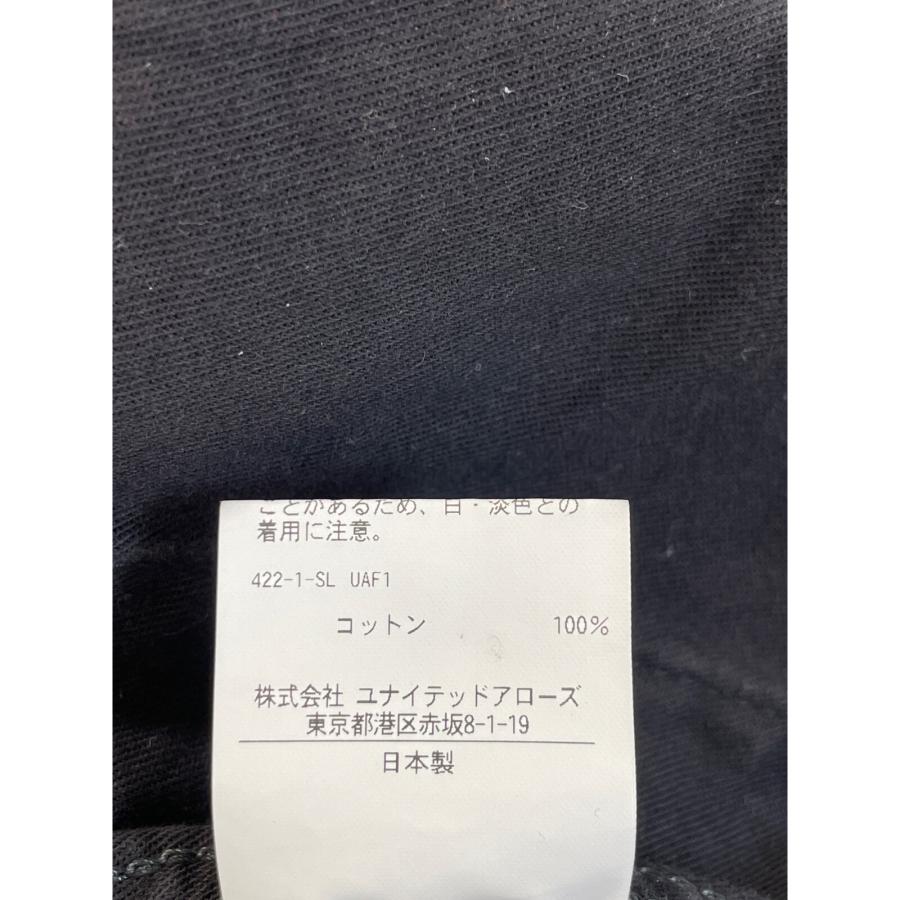 ことがあるため、白・淡色との
着用に注意。
422-1-SL UAF1
コットン 100%
株式会社 ユナイテッドアローズ
東京都港区赤坂8-1-19
日本製